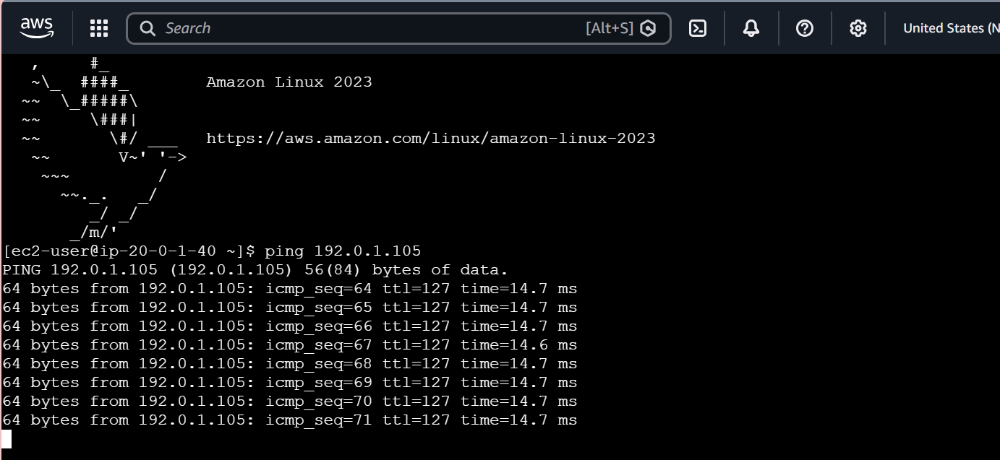 aws
Search [Alt+S]
United States (N
,     #_
~\_  ####_        Amazon Linux 2023
~~  \_#####\
~~     \###|
~~       \#/ ___   https://aws.amazon.com/linux/amazon-linux-2023
~~       V~' '->
~~~         /
~~._.   _/
_/ _/
_/m/'
[ec2-user@ip-20-0-1-40 ~]$ ping 192.0.1.105
PING 192.0.1.105 (192.0.1.105) 56(84) bytes of data.
64 bytes from 192.0.1.105: icmp_seq=64 ttl=127 time=14.7 ms
64 bytes from 192.0.1.105: icmp_seq=65 ttl=127 time=14.7 ms
64 bytes from 192.0.1.105: icmp_seq=66 ttl=127 time=14.7 ms
64 bytes from 192.0.1.105: icmp_seq=67 ttl=127 time=14.6 ms
64 bytes from 192.0.1.105: icmp_seq=68 ttl=127 time=14.7 ms
64 bytes from 192.0.1.105: icmp_seq=69 ttl=127 time=14.7 ms
64 bytes from 192.0.1.105: icmp_seq=70 ttl=127 time=14.7 ms
64 bytes from 192.0.1.105: icmp_seq=71 ttl=127 time=14.7 ms